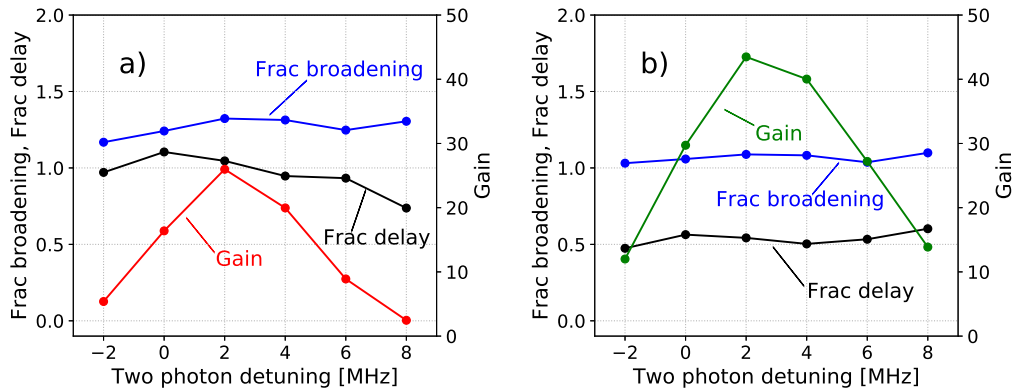 2.0
1.5
1.0
0.5
0.0
Frac broadening, Frac delay
a)
Frac broadening
Frac delay
Gain
50
40
30
20
10
0
Gain
−2 0 2 4 6 8
Two photon detuning [MHz]
2.0
1.5
1.0
0.5
0.0
Frac broadening, Frac delay
b)
Gain
Frac broadening
Frac delay
50
40
30
20
10
0
Gain
−2 0 2 4 6 8
Two photon detuning [MHz]